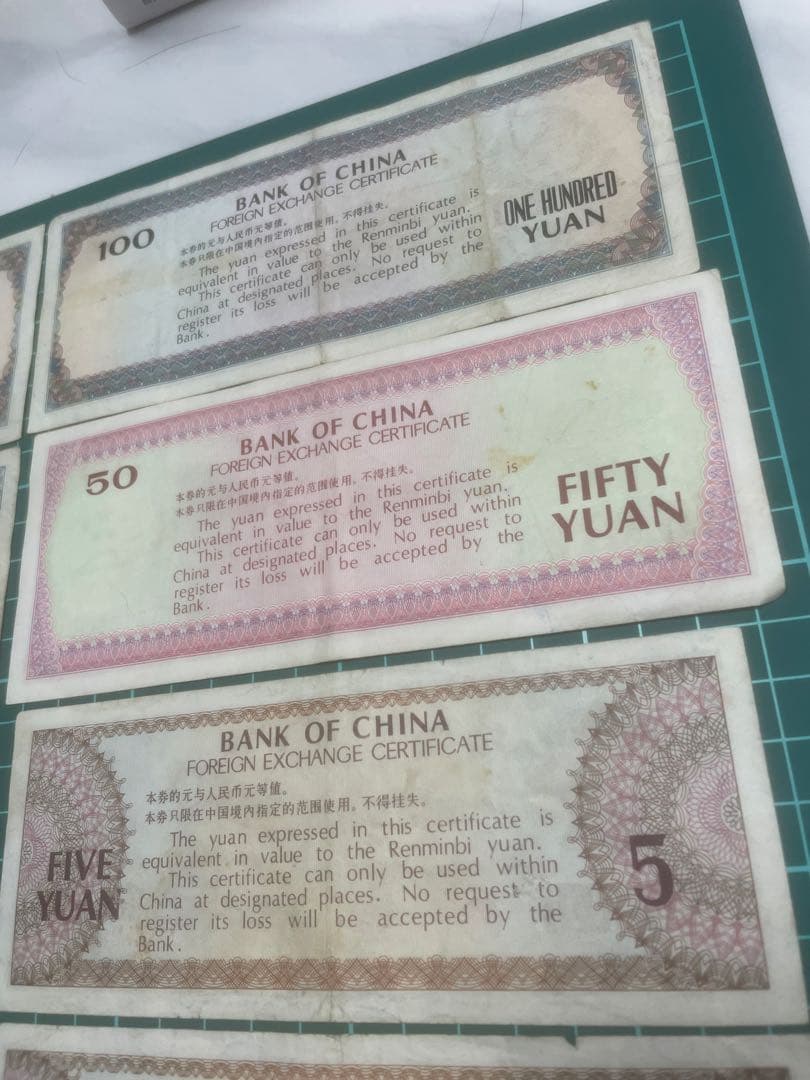 BANK OF CHINA
FOREIGN EXCHANGE CERTIFICATE
100
本券的元与人民币元等值。
本券只限在中国境内指定的范围使用。不得挂失。
The yuan expressed in this certificate is
equivalent in value to the Renminbi yuan.
This certificate can only be used within
China at designated places. No request to
register its loss will be accepted by the
Bank.
ONE HUNDRED
YUAN
BANK OF CHINA
FOREIGN EXCHANGE CERTIFICATE
50
本券的元与人民币元等值。
本券只限在中国境内指定的范围使用。不得挂失。
The yuan expressed in this certificate is
equivalent in value to the Renminbi yuan.
This certificate can only be used within
China at designated places. No request to
register its loss will be accepted by the
Bank.
FIFTY
YUAN
BANK OF CHINA
FOREIGN EXCHANGE CERTIFICATE
本券的元与人民币元等值。
本券只限在中国境内指定的范围使用。不得挂失。
The yuan expressed in this certificate is
equivalent in value to the Renminbi yuan.
This certificate can only be used within
China at designated places. No request to
register its loss will be accepted by the
Bank.
FIVE
YUAN
5